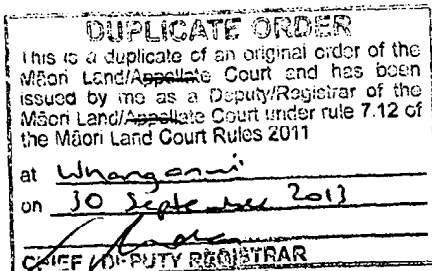 DUPLICATE ORDER
This is a duplicate of an original order of the
Māori Land/Appellate Court and has been
issued by me as a Deputy/Registrar of the
Māori Land/Appellate Court under rule 7.12 of
the Māori Land Court Rules 2011
at Whanganui
on 30 September 2013
CHIEF / DEPUTY REGISTRAR